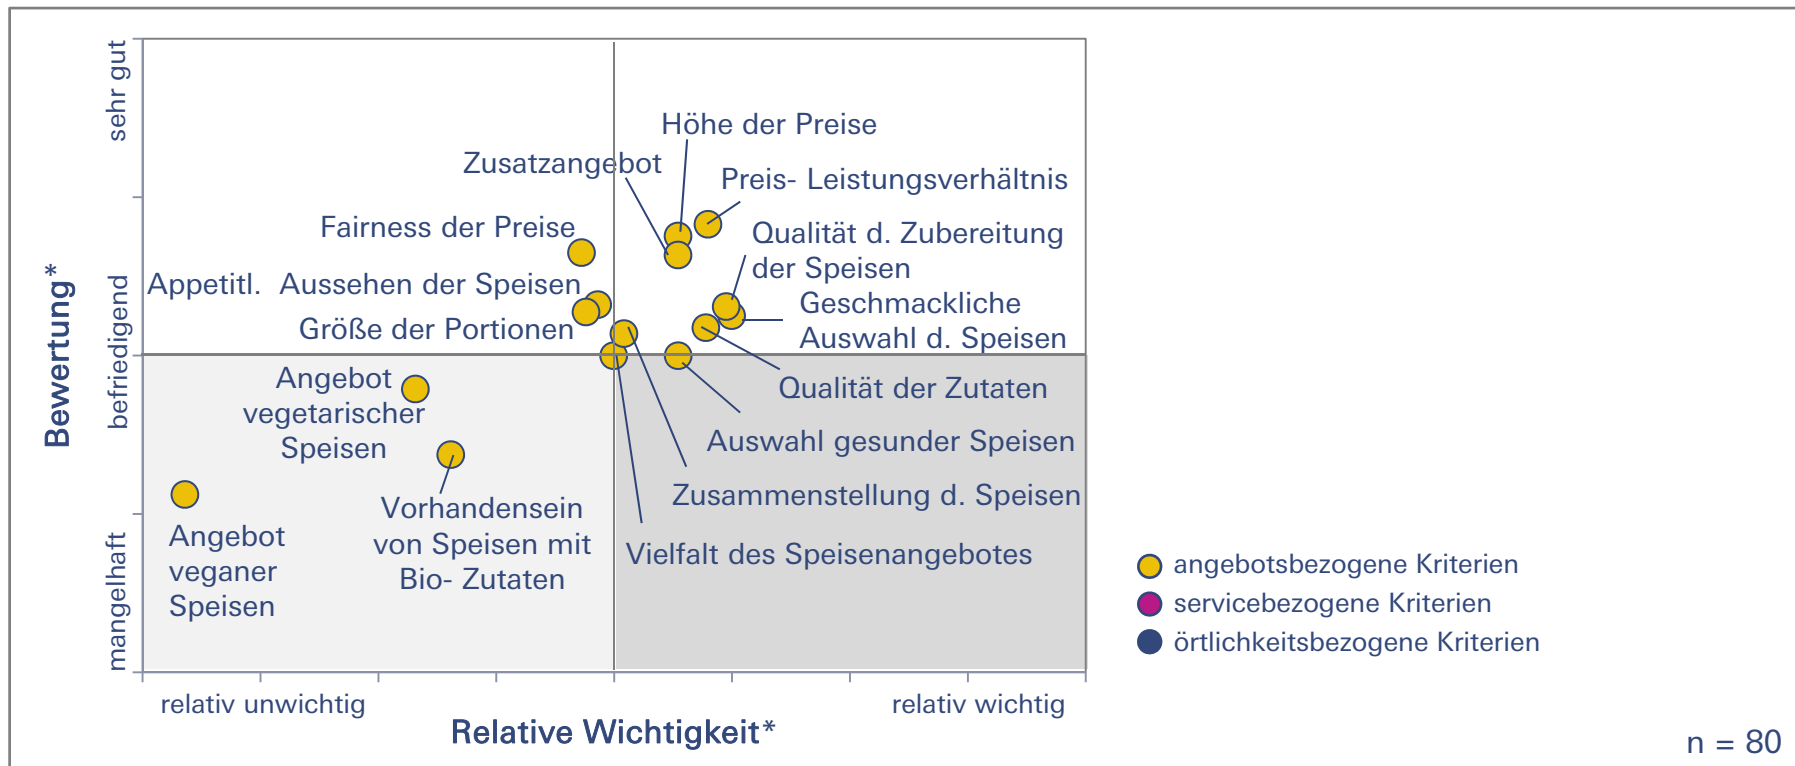 sehr gut
befriedigend
mangelhaft
Bewertung*
Höhe der Preise
Zusatzangebot
Preis- Leistungsverhältnis
Fairness der Preise
Qualität d. Zubereitung
der Speisen
Appetitl. Aussehen der Speisen
Geschmackliche
Auswahl d. Speisen
Größe der Portionen
Angebot
vegetarischer
Speisen
Qualität der Zutaten
Auswahl gesunder Speisen
Zusammenstellung d. Speisen
Vorhandensein
von Speisen mit
Bio- Zutaten
Vielfalt des Speisenangebotes
Angebot
veganer
Speisen
angebotsbezogene Kriterien
servicebezogene Kriterien
örtlichkeitsbezogene Kriterien
relativ unwichtig
relativ wichtig
Relative Wichtigkeit*
n = 80